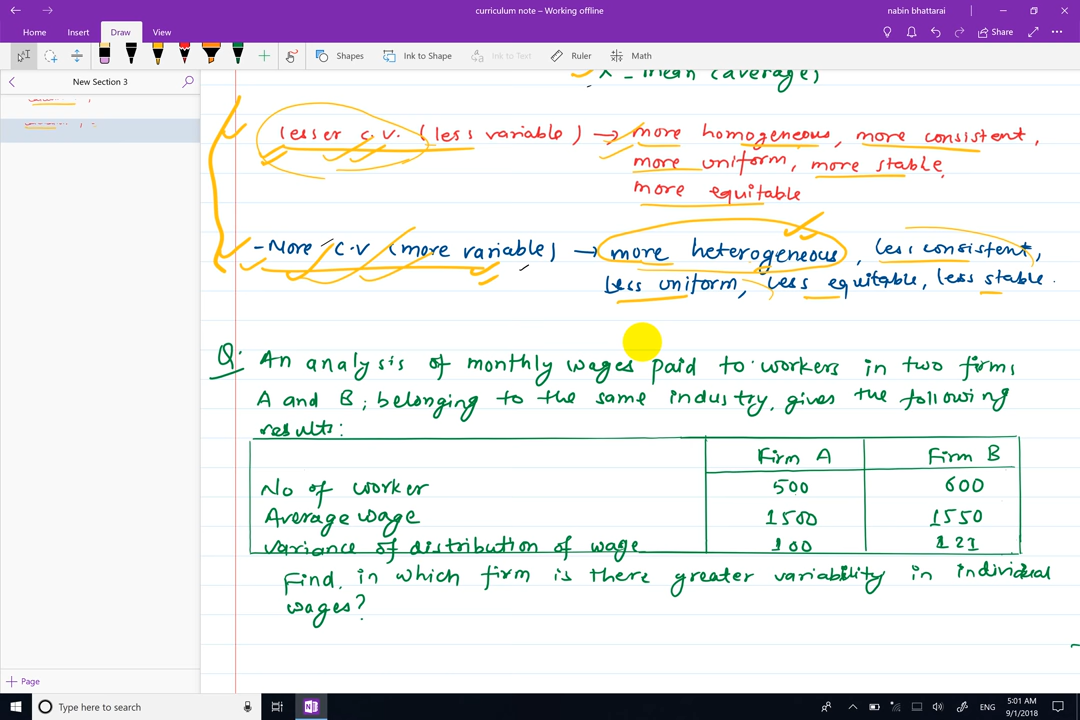 curriculum note – Working offline
nabin bhattarai
Home Insert Draw View
Share
Shapes Ink to Shape Ink to Text Ruler Math
New Section 3
mean (average)
lesser c.v. (less variable) → more homogeneous, more consistent,
more uniform, more stable,
more equitable
- More C.V (more variable) → more heterogeneous, less consistent,
Less uniform, less equitable, less stable.
Q: An analysis of monthly wages paid to workers in two firms,
A and B, belonging to the same industry, gives the following
results:
Firm A Firm B
No of worker 500 600
Average wage 1500 1550
variance of distribution of wage 100 121
Find, in which firm is there greater variability in individual
wages?
+ Page
Type here to search
5:01 AM
9/1/2018